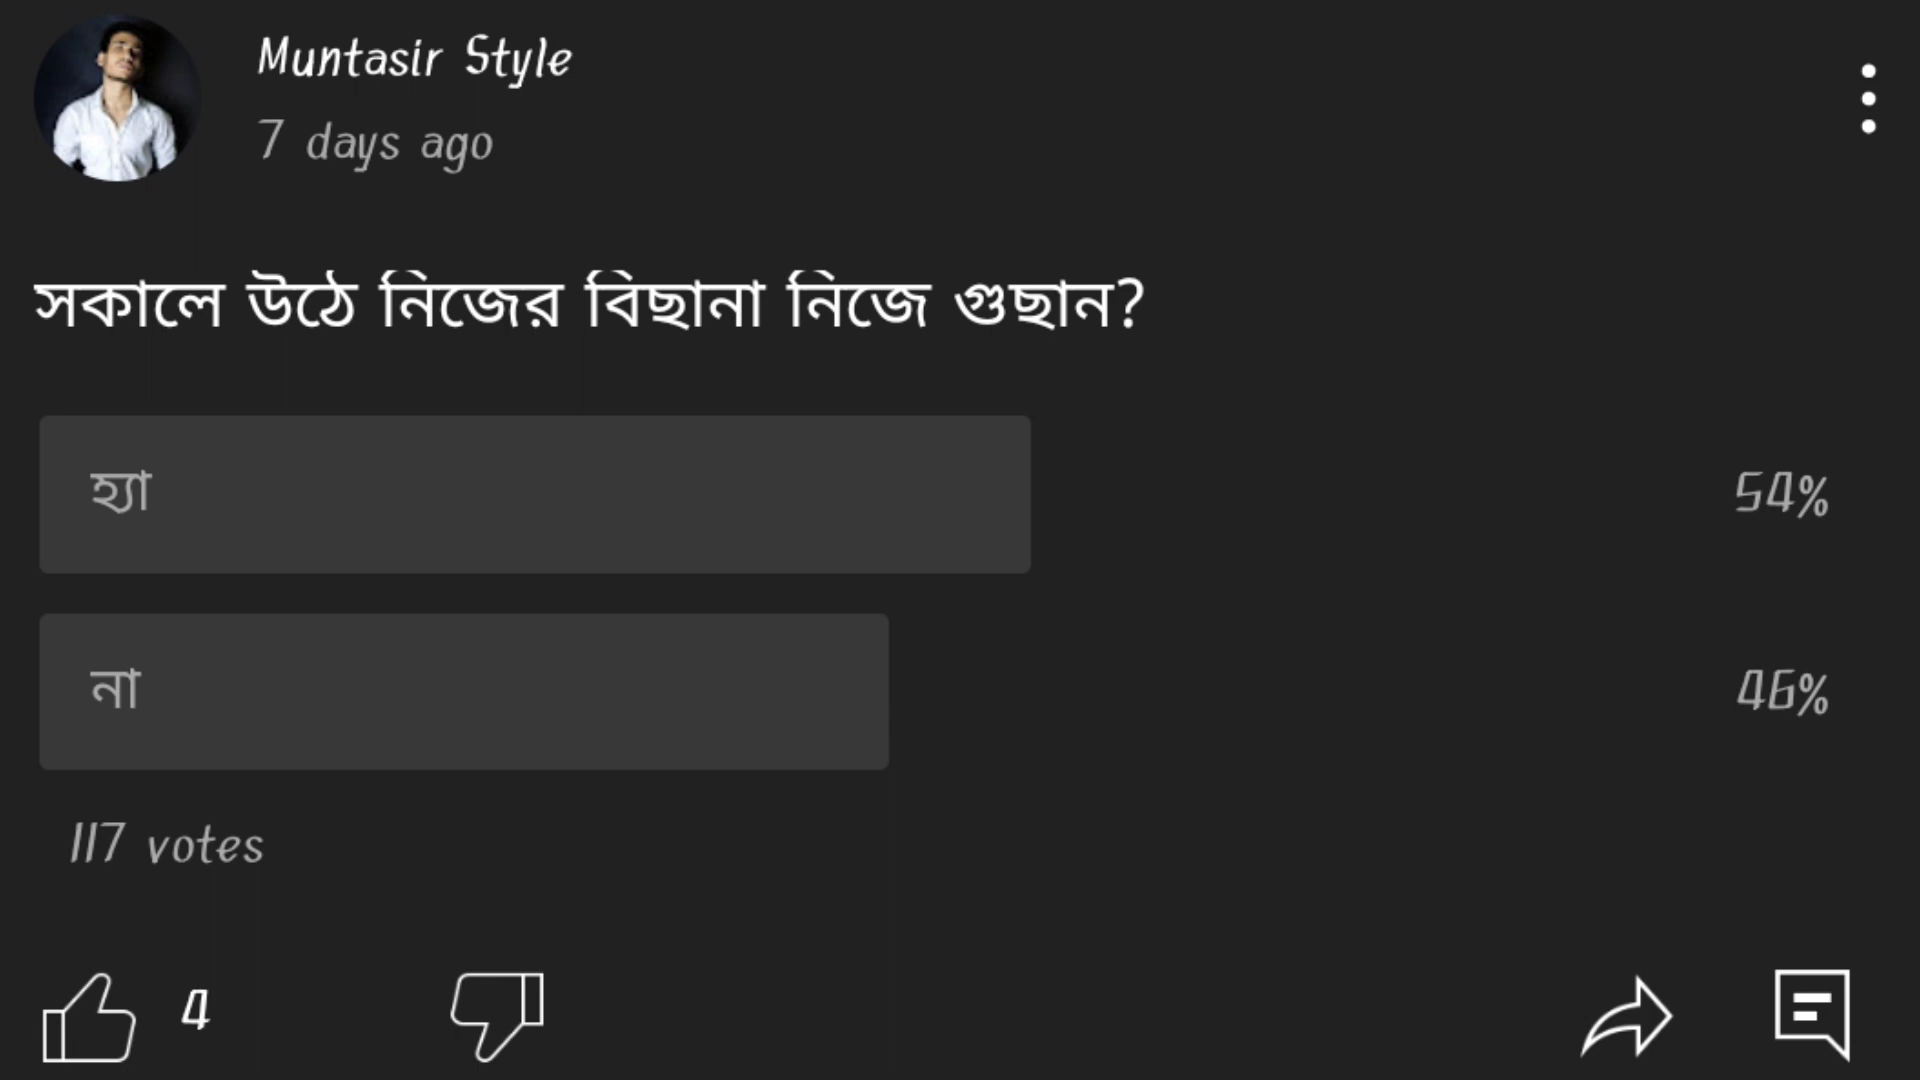 Muntasir Style
7 days ago
সকালে উঠে নিজের বিছানা নিজে গুছান?
হ্যা
54%
না
46%
117 votes
4